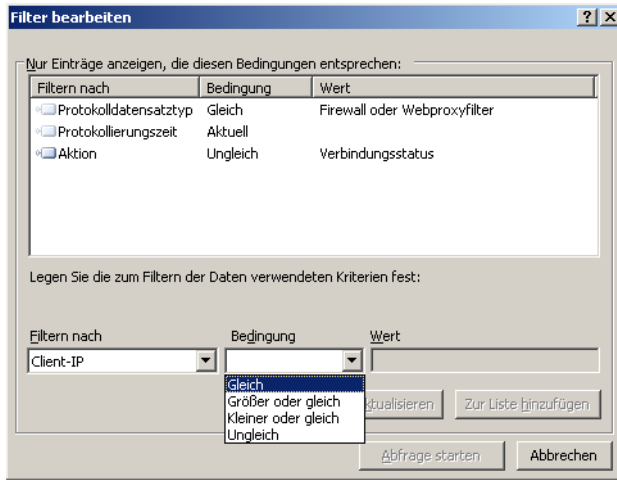 Filter bearbeiten
Nur Einträge anzeigen, die diesen Bedingungen entsprechen:
Filtern nach Bedingung Wert
Protokolldatensatztyp Gleich Firewall oder Webproxyfilter
Protokollierungszeit Aktuell
Aktion Ungleich Verbindungsstatus
Legen Sie die zum Filtern der Daten verwendeten Kriterien fest:
Filtern nach Bedingung Wert
Client-IP
Gleich
Größer oder gleich
Kleiner oder gleich
Ungleich
Zur Liste hinzufügen
Abfrage starten Abbrechen